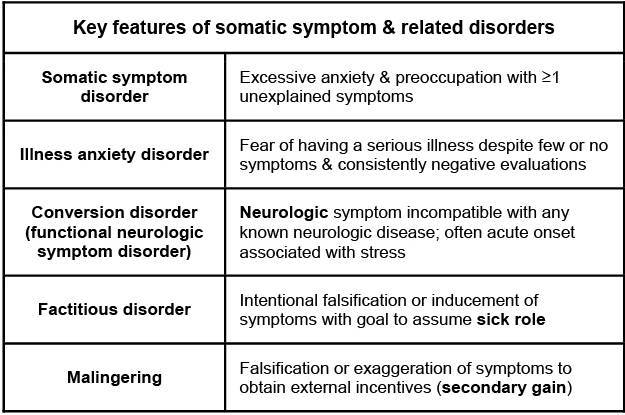 Key features of somatic symptom & related disorders
Somatic symptom
disorder
Excessive anxiety & preoccupation with ≥1
unexplained symptoms
Illness anxiety disorder
Fear of having a serious illness despite few or no
symptoms & consistently negative evaluations
Conversion disorder
(functional neurologic
symptom disorder)
Neurologic symptom incompatible with any
known neurologic disease; often acute onset
associated with stress
Factitious disorder
Intentional falsification or inducement of
symptoms with goal to assume sick role
Malingering
Falsification or exaggeration of symptoms to
obtain external incentives (secondary gain)